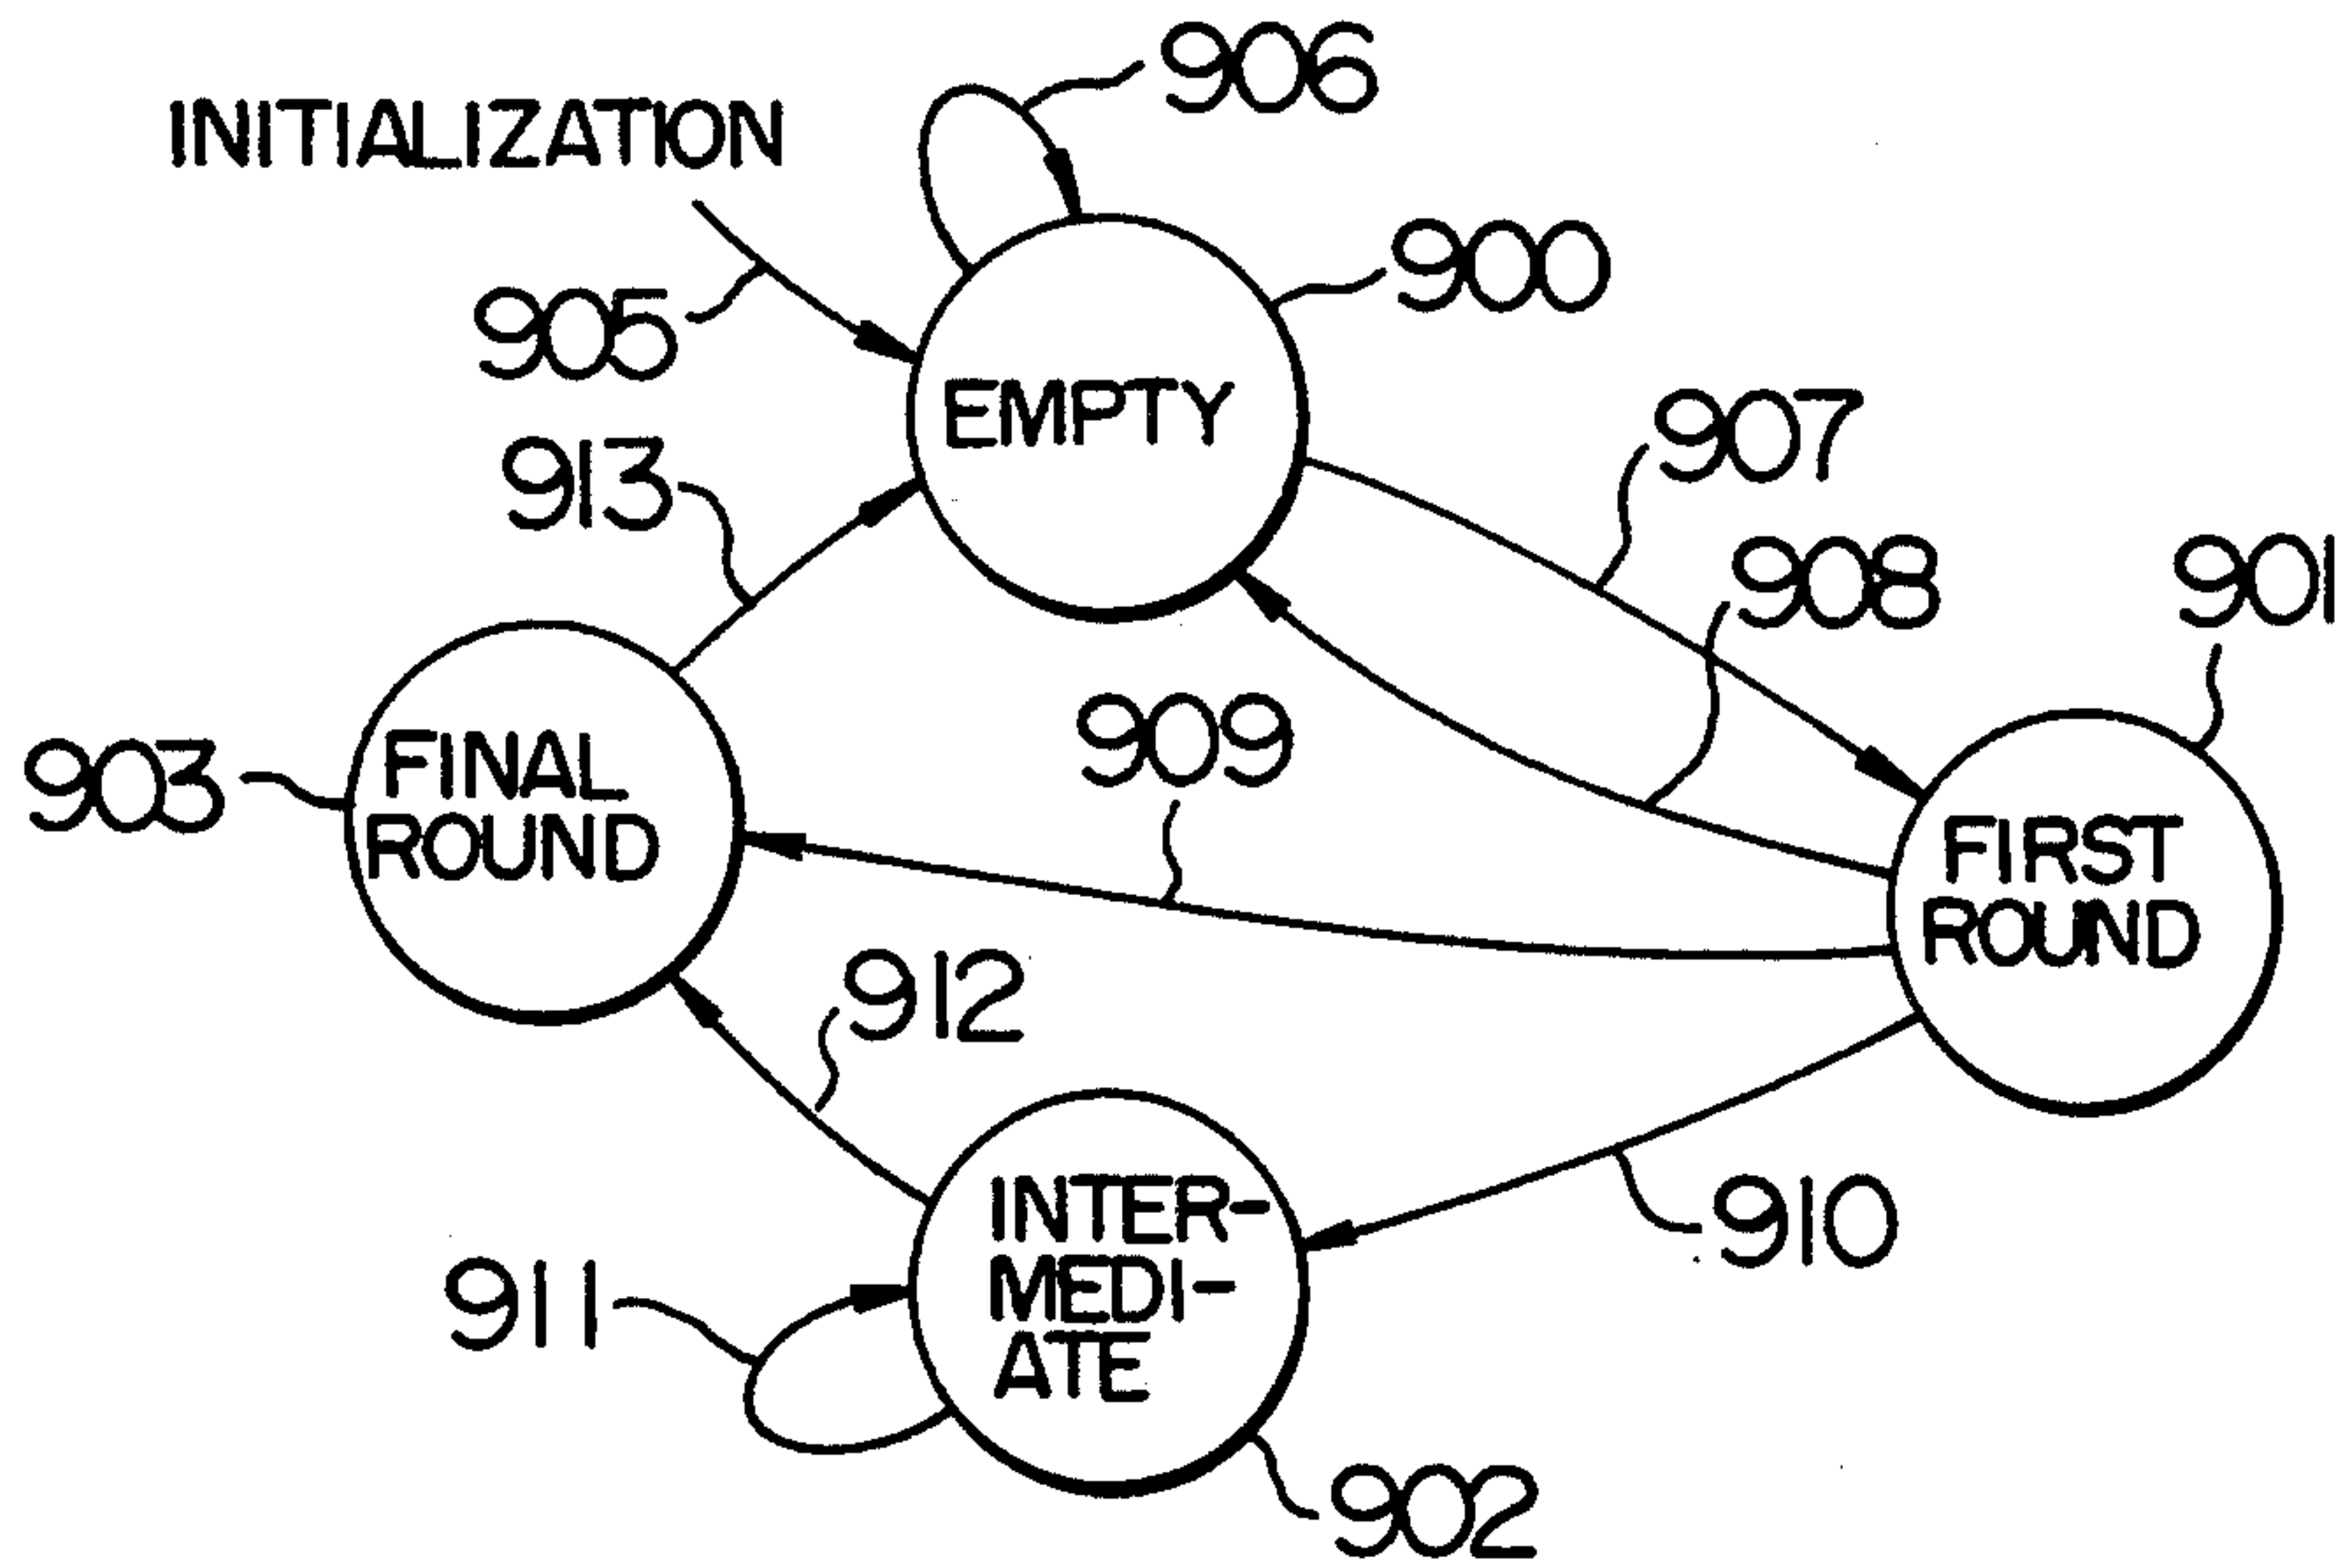 906
INITIALIZATION
900
905
EMPTY
907
913
908
901
909
FINAL
ROUND
903
FIRST
ROUND
912
910
INTER-
MEDI-
ATE
911
902